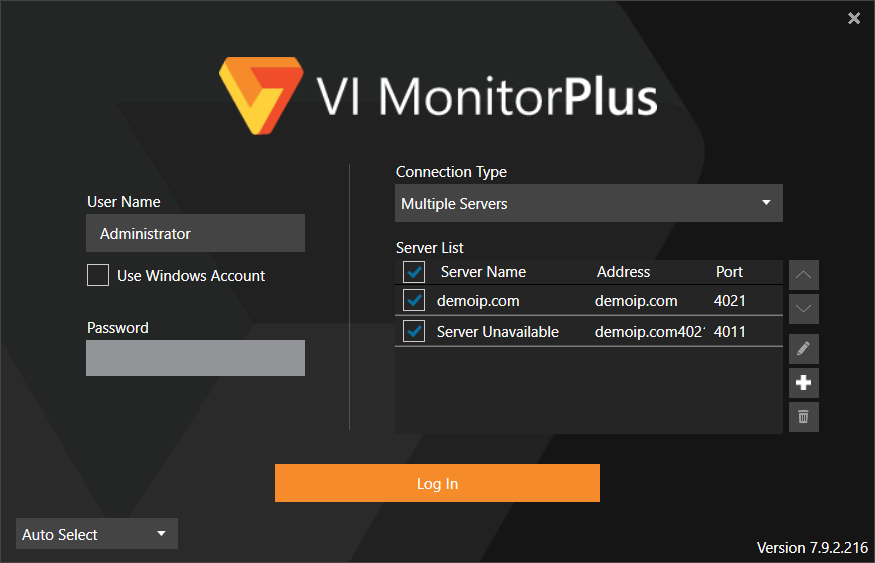 VI MonitorPlus
User Name
Administrator
Use Windows Account
Password
Connection Type
Multiple Servers
Server List
Server Name Address Port
demoip.com demoip.com 4021
Server Unavailable demoip.com402 4011
Log In
Auto Select
Version 7.9.2.216